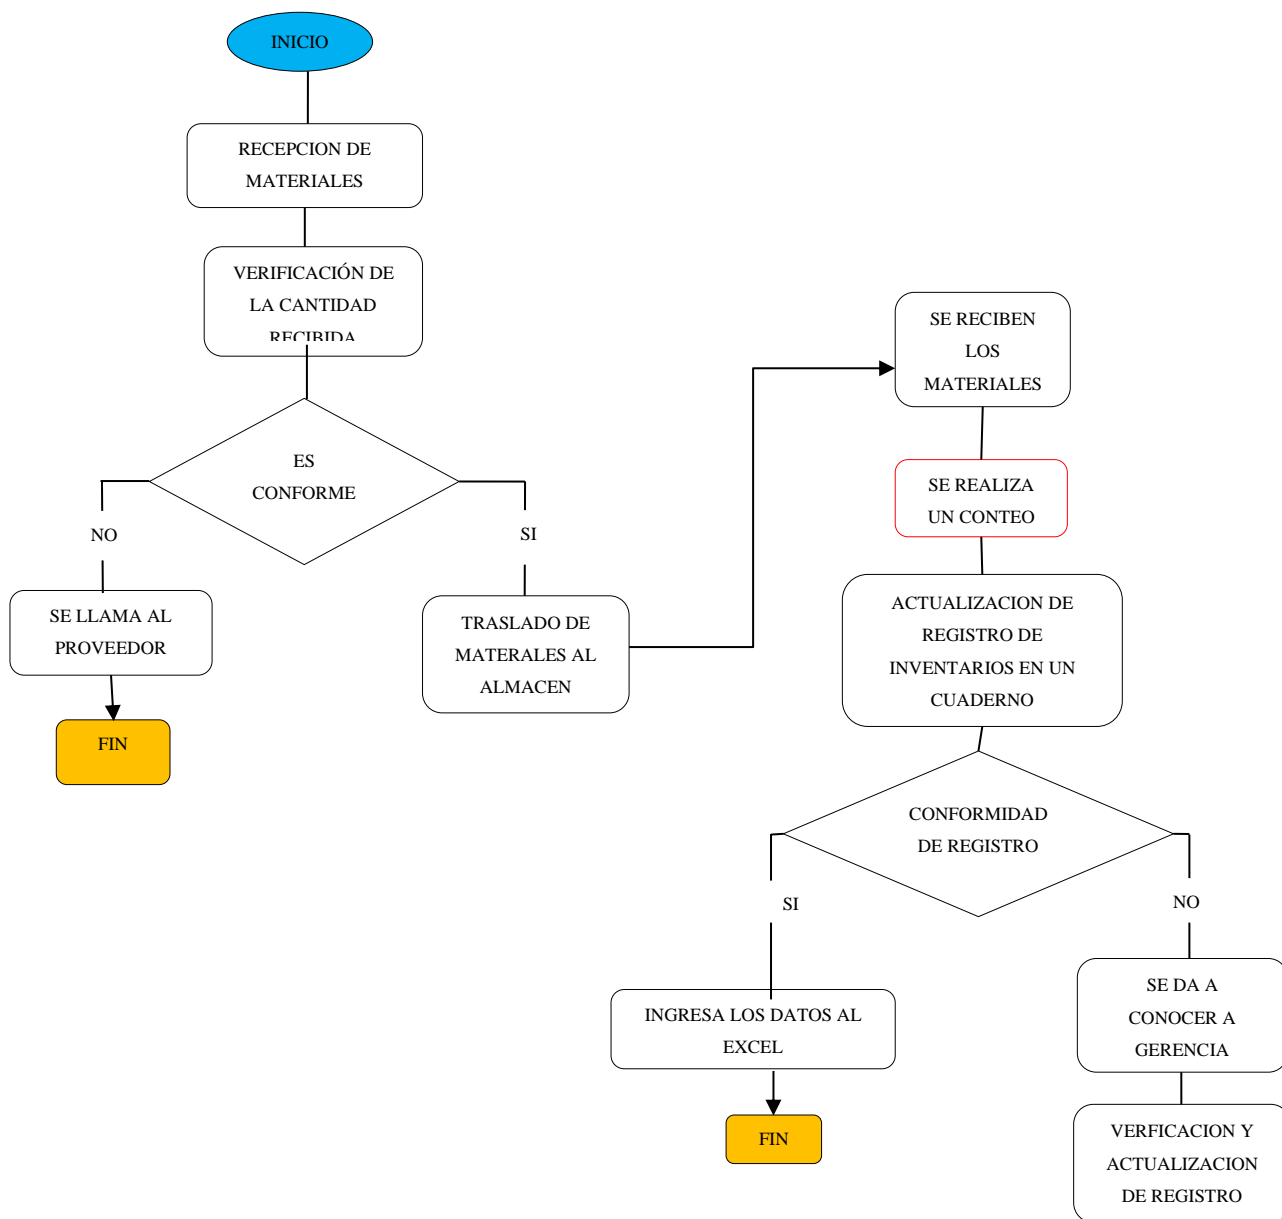 INICIO
RECEPCION DE
MATERIALES
VERIFICACIÓN DE
LA CANTIDAD
RECIBIDA
ES
CONFORME
NO
SI
SE LLAMA AL
PROVEEDOR
FIN
TRASLADO DE
MATERALES AL
ALMACEN
SE RECIBEN
LOS
MATERIALES
SE REALIZA
UN CONTEO
ACTUALIZACION DE
REGISTRO DE
INVENTARIOS EN UN
CUADERNO
CONFORMIDAD
DE REGISTRO
SI
NO
INGRESA LOS DATOS AL
EXCEL
FIN
SE DA A
CONOCER A
GERENCIA
VERFICACION Y
ACTUALIZACION
DE REGISTRO